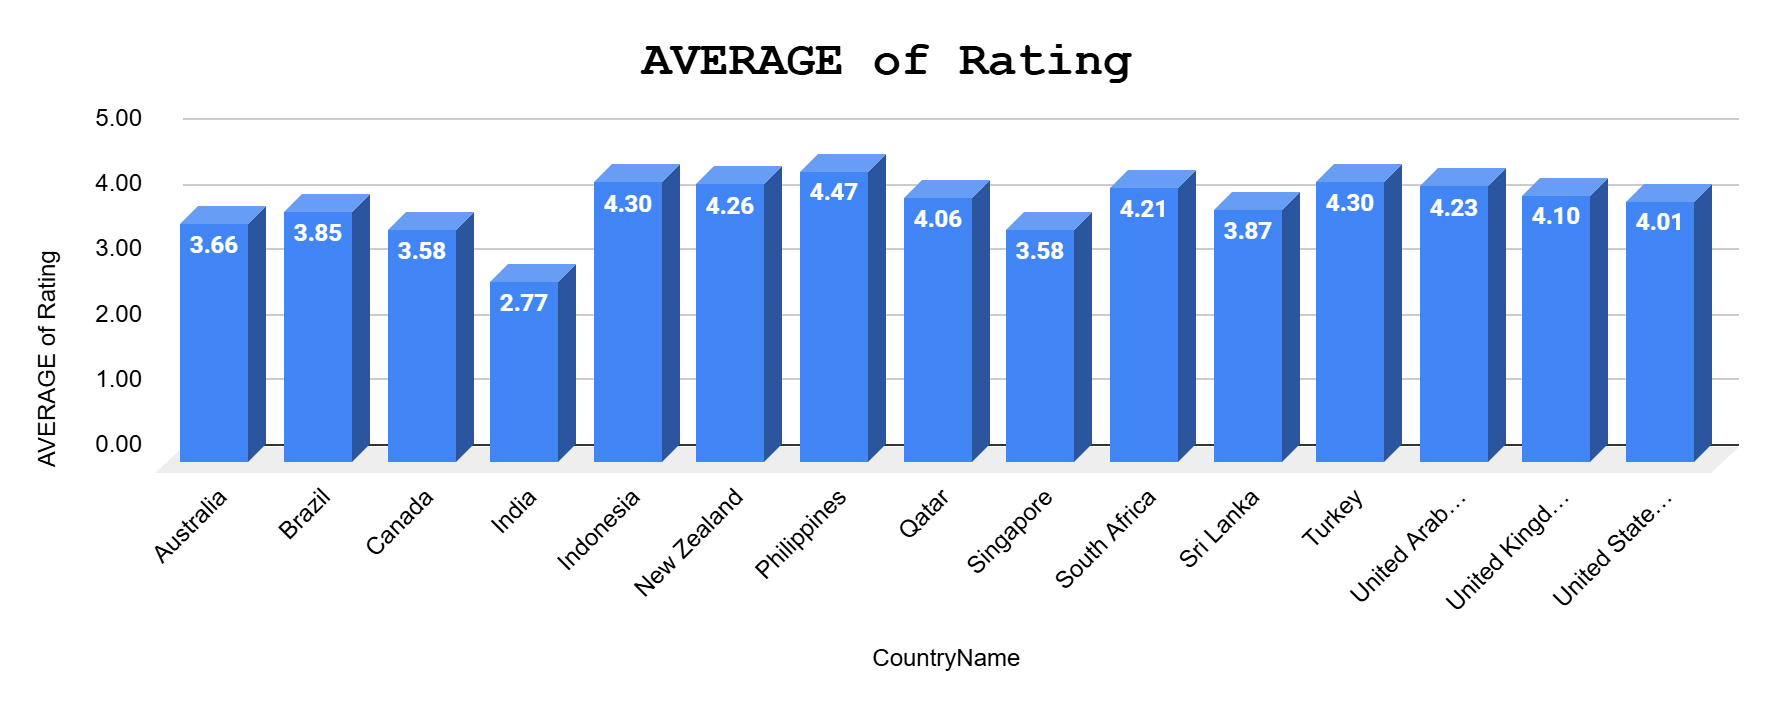 AVERAGE of Rating
5.00
4.00
3.00
2.00
1.00
0.00
AVERAGE of Rating
3.66
3.85
3.58
2.77
4.30
4.26
4.47
4.06
3.58
4.21
3.87
4.30
4.23
4.10
4.01
Australia
Brazil
Canada
India
Indonesia
New Zealand
Philippines
Qatar
Singapore
South Africa
Sri Lanka
Turkey
United Arab…
United Kingd…
United State…
CountryName